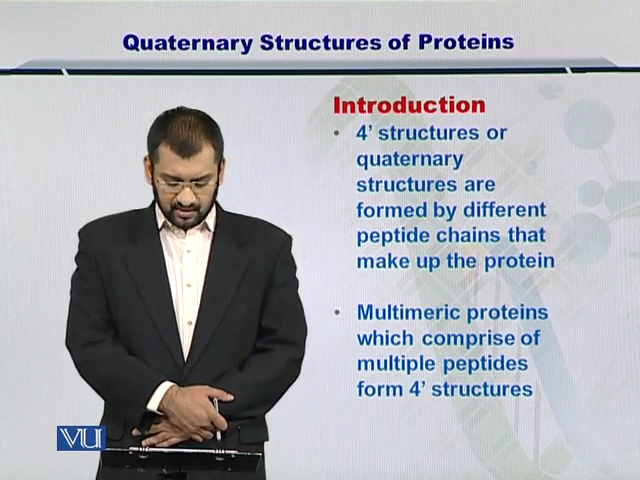 Quaternary Structures of Proteins
Introduction
• 4’ structures or
quaternary
structures are
formed by different
peptide chains that
make up the protein
• Multimeric proteins
which comprise of
multiple peptides
form 4’ structures
VU